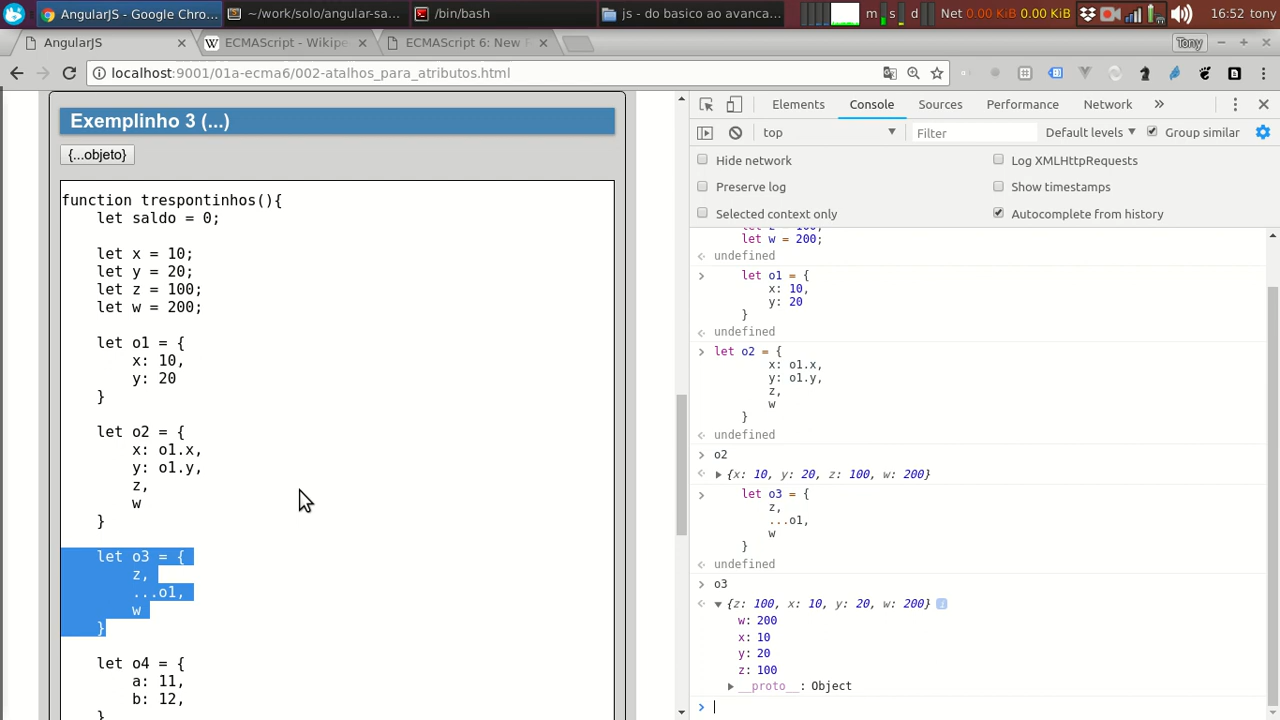 AngularJS - Google Chro...
~/work/solo/angular-sa...
/bin/bash
js - do basico ao avanca...
m
s
d
Net 0.00 KiB 0.00 KiB
16:52 tony
AngularJS
ECMAScript - Wikipe
ECMAScript 6: New
Tony
localhost:9001/01a-ecma6/002-atalhos_para_atributos.html
Exemplinho 3 (...)
{...objeto}
function trespontinhos(){
let saldo = 0;
let x = 10;
let y = 20;
let z = 100;
let w = 200;
let o1 = {
x: 10,
y: 20
}
let o2 = {
x: o1.x,
y: o1.y,
z,
w
}
let o3 = {
z,
...o1,
w
}
let o4 = {
a: 11,
b: 12,
Elements
Console
Sources
Performance
Network
top
Filter
Default levels
Group similar
Hide network
Log XMLHttpRequests
Preserve log
Show timestamps
Selected context only
Autocomplete from history
let z = 100;
let w = 200;
undefined
let o1 = {
x: 10,
y: 20
}
undefined
let o2 = {
x: o1.x,
y: o1.y,
z,
w
}
undefined
o2
{x: 10, y: 20, z: 100, w: 200}
let o3 = {
z,
...o1,
w
}
undefined
o3
{z: 100, x: 10, y: 20, w: 200}
w: 200
x: 10
y: 20
z: 100
__proto__: Object